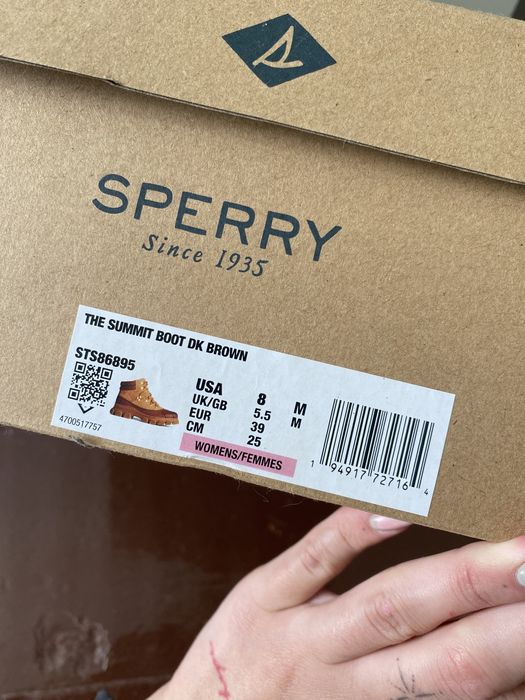 SPERRY
Since 1935
THE SUMMIT BOOT DK BROWN
STS86895
4700517757
USA 8 M
UK/GB 5.5 M
EUR 39
CM 25
WOMENS/FEMMES
1 94917 72716 4